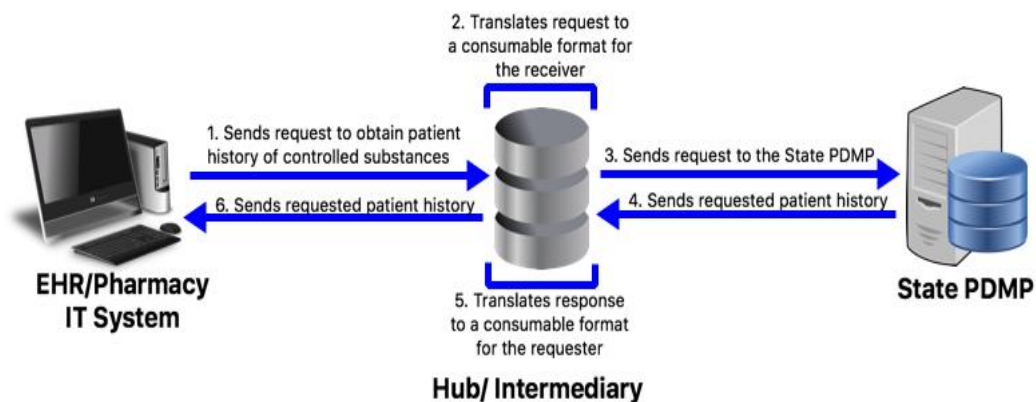 2. Translates request to
a consumable format for
the receiver
1. Sends request to obtain patient
history of controlled substances
3. Sends request to the State PDMP
6. Sends requested patient history
4. Sends requested patient history
EHR/Pharmacy
IT System
State PDMP
5. Translates response
to a consumable format
for the requester
Hub/ Intermediary